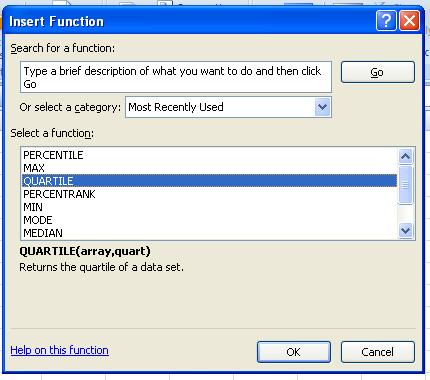 Insert Function
Search for a function:
Type a brief description of what you want to do and then click
Go
Go
Or select a category: Most Recently Used
Select a function:
PERCENTILE
MAX
QUARTILE
PERCENTRANK
MIN
MODE
MEDIAN
QUARTILE(array,quart)
Returns the quartile of a data set.
Help on this function
OK
Cancel